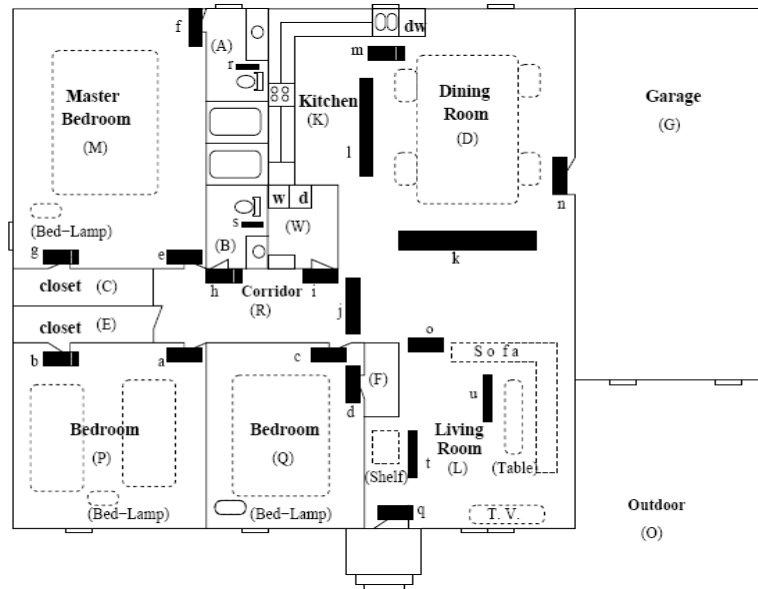 f
(A)
dw
m
r
Master
Bedroom
(M)
Kitchen
(K)
Dining
Room
(D)
Garage
(G)
l
n
(Bed-Lamp)
w d
s
(W)
(B)
g
e
k
closet (C)
h
i
Corridor
(R)
j
closet (E)
o
b
a
c
Sofa
(F)
d
u
Bedroom
(P)
Bedroom
(Q)
Living
Room
(L)
t
(Shelf)
(Table)
(Bed-Lamp)
(Bed-Lamp)
q
T. V.
Outdoor
(O)